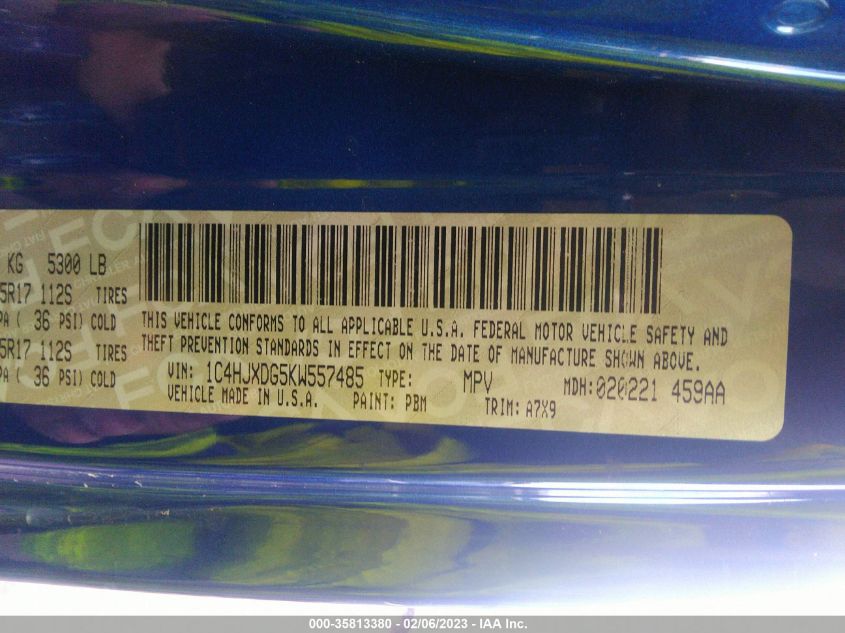 KG 5300 LB
5R17 112S TIRES
PA ( 36 PSI) COLD
5R17 112S TIRES
PA ( 36 PSI) COLD
THIS VEHICLE CONFORMS TO ALL APPLICABLE U.S.A. FEDERAL MOTOR VEHICLE SAFETY AND
THEFT PREVENTION STANDARDS IN EFFECT ON THE DATE OF MANUFACTURE SHOWN ABOVE.
VIN: 1C4HJXDG5KW557485 TYPE: MPV MDH:020221 459AA
VEHICLE MADE IN U.S.A. PAINT: PBM TRIM: A7X9
000-35813380 - 02/06/2023 - IAA Inc.